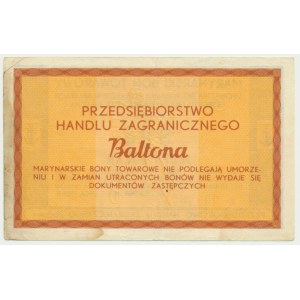 PRZEDSIĘBIORSTWO
HANDLU ZAGRANICZNEGO
Baltona
MARYNARSKIE BONY TOWAROWE NIE PODLEGAJĄ UMORZE-
NIU I W ZAMIAN UTRACONYCH BONÓW NIE WYDAJE SIĘ
DOKUMENTÓW ZASTĘPCZYCH